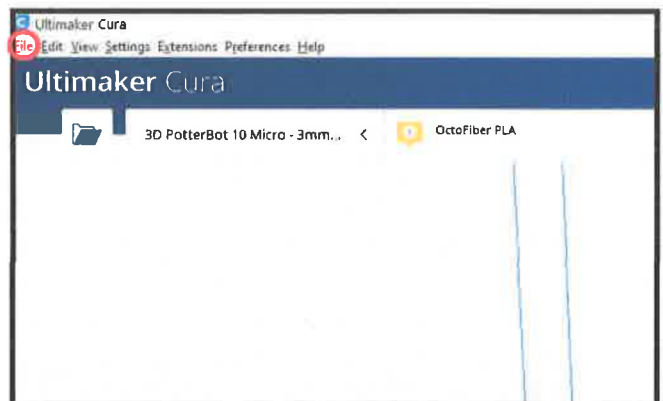 Ultimaker Cura
File Edit View Settings Extensions Preferences Help
Ultimaker Cura
3D PotterBot 10 Micro - 3mm... <
OctoFiber PLA